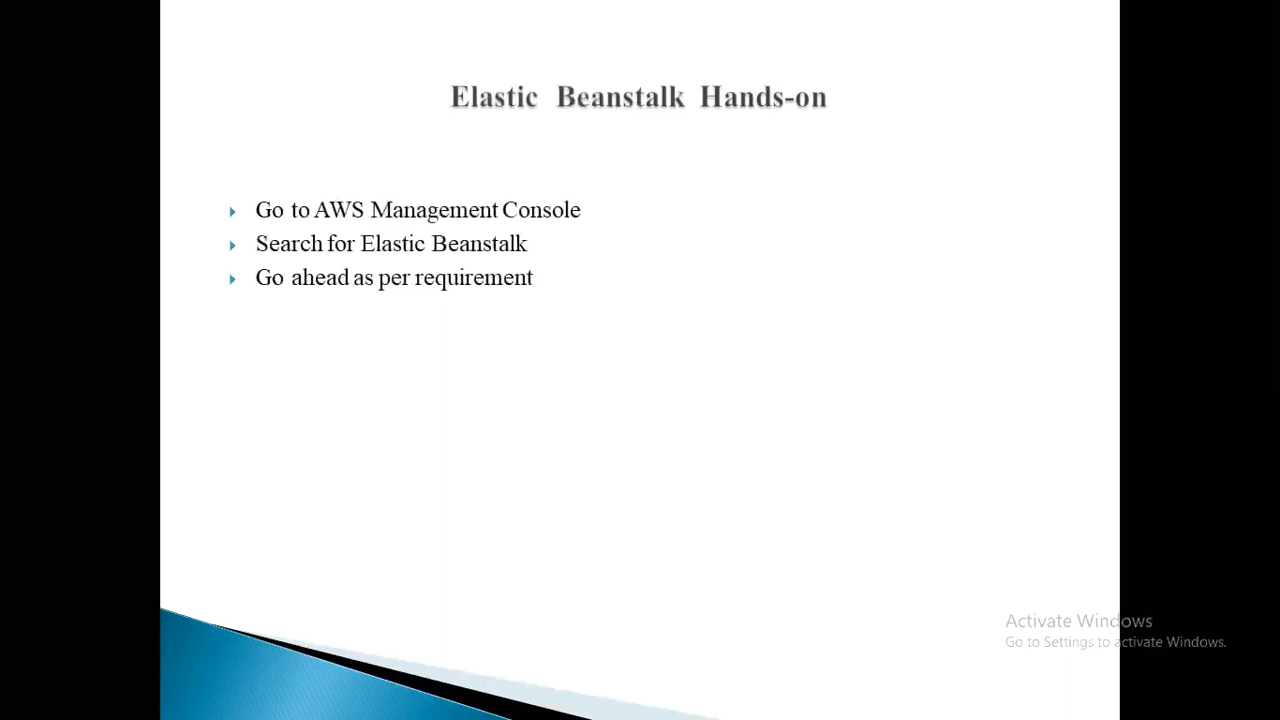 Elastic Beanstalk Hands-on
Go to AWS Management Console
Search for Elastic Beanstalk
Go ahead as per requirement
Activate Windows
Go to Settings to activate Windows.